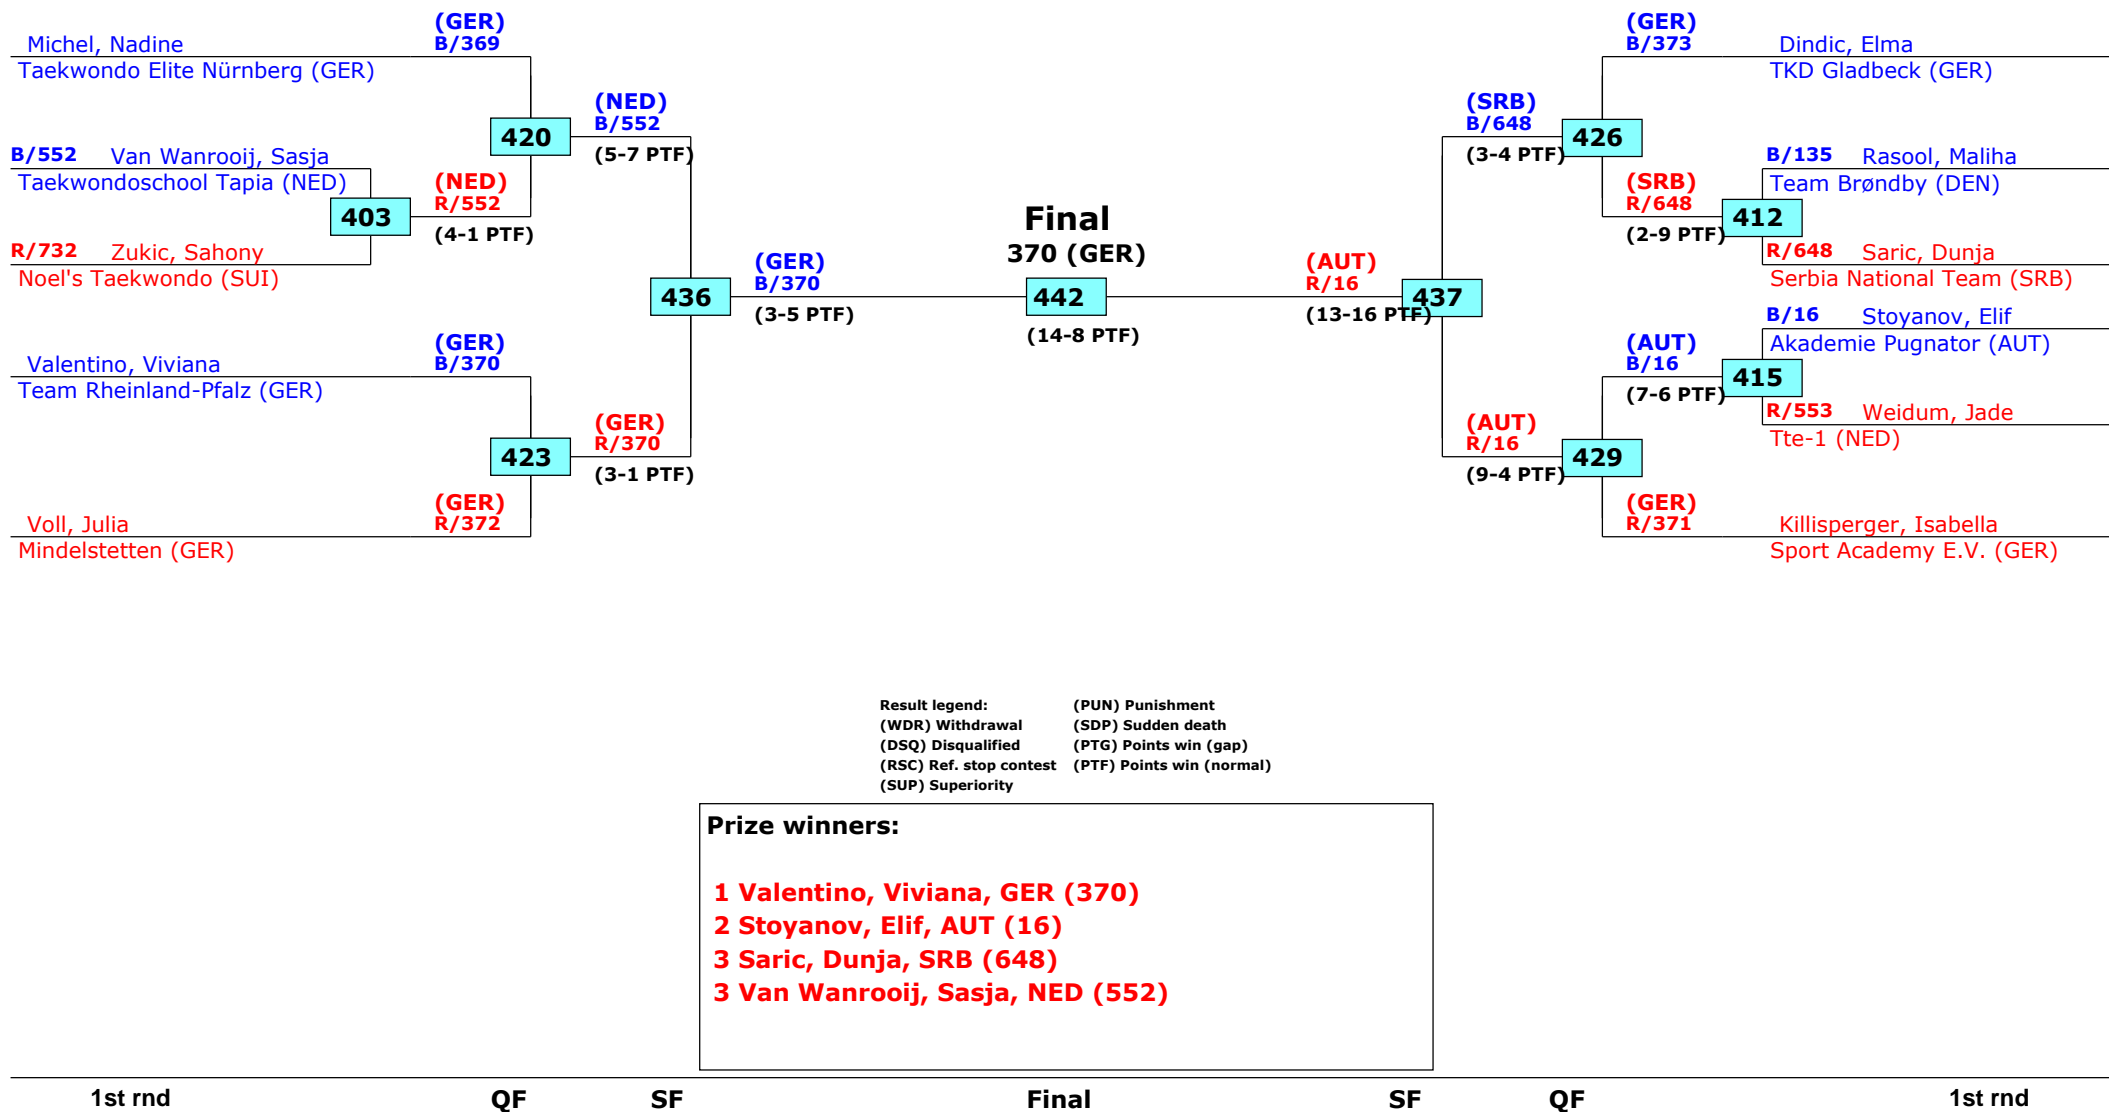 (GER)
B/369
Michel, Nadine
Taekwondo Elite Nürnberg (GER)
(NED)
B/552
420
(5-7 PTF)
B/552 Van Wanrooij, Sasja
Taekwondoschool Tapia (NED)
(NED)
R/552
403
(4-1 PTF)
R/732 Zukic, Sahony
Noel's Taekwondo (SUI)
436
(GER)
B/370
(3-5 PTF)
(GER)
B/370
Valentino, Viviana
Team Rheinland-Pfalz (GER)
(GER)
R/370
423
(3-1 PTF)
(GER)
R/372
Voll, Julia
Mindelstetten (GER)
Final
370 (GER)
442
(14-8 PTF)
(AUT)
R/16
437
(13-16 PTF)
(GER)
B/373
Dindic, Elma
TKD Gladbeck (GER)
(SRB)
B/648
426
(3-4 PTF)
B/135 Rasool, Maliha
Team Brøndby (DEN)
(SRB)
R/648
412
(2-9 PTF)
R/648 Saric, Dunja
Serbia National Team (SRB)
B/16 Stoyanov, Elif
Akademie Pugnator (AUT)
(AUT)
B/16
415
(7-6 PTF)
R/553 Weidum, Jade
Tte-1 (NED)
(AUT)
R/16
429
(9-4 PTF)
(GER)
R/371
Killisperger, Isabella
Sport Academy E.V. (GER)
Result legend: (PUN) Punishment
(WDR) Withdrawal (SDP) Sudden death
(DSQ) Disqualified (PTG) Points win (gap)
(RSC) Ref. stop contest (PTF) Points win (normal)
(SUP) Superiority
Prize winners:
1 Valentino, Viviana, GER (370)
2 Stoyanov, Elif, AUT (16)
3 Saric, Dunja, SRB (648)
3 Van Wanrooij, Sasja, NED (552)
1st rnd QF SF Final SF QF 1st rnd